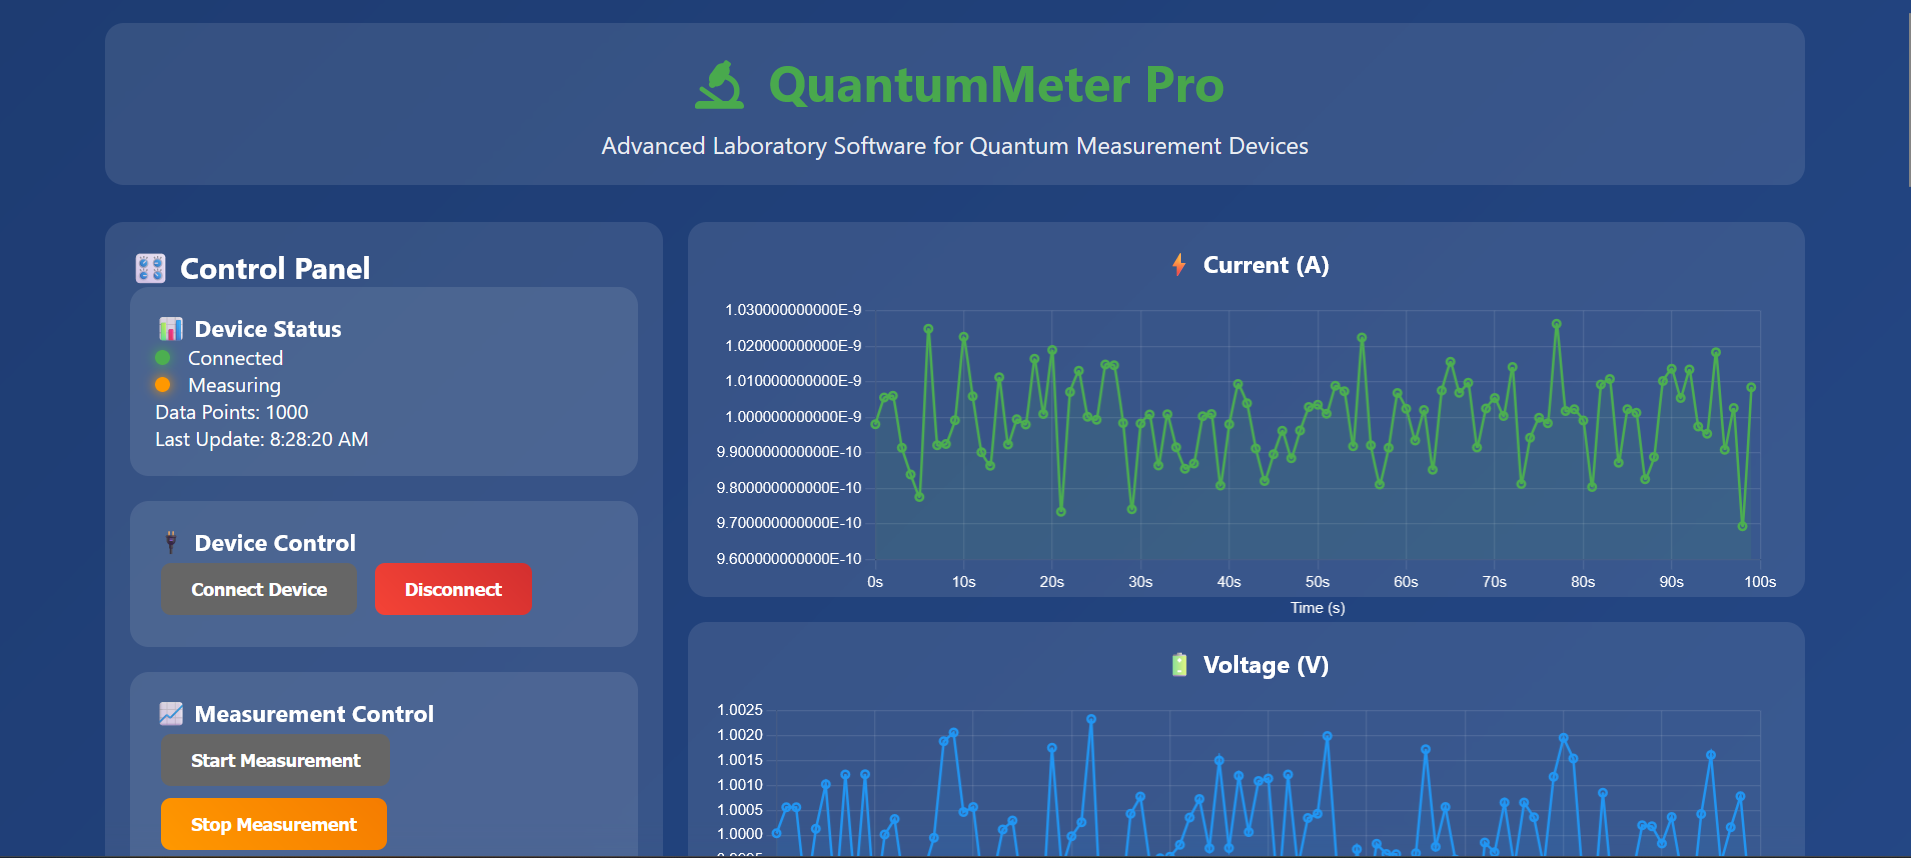 QuantumMeter Pro
Advanced Laboratory Software for Quantum Measurement Devices
Control Panel
Device Status
Connected
Measuring
Data Points: 1000
Last Update: 8:28:20 AM
Device Control
Connect Device
Disconnect
Measurement Control
Start Measurement
Stop Measurement
Current (A)
1.030000000000E-9
1.020000000000E-9
1.010000000000E-9
1.000000000000E-9
9.900000000000E-10
9.800000000000E-10
9.700000000000E-10
9.600000000000E-10
0s 10s 20s 30s 40s 50s 60s 70s 80s 90s 100s
Time (s)
Voltage (V)
1.0025
1.0020
1.0015
1.0010
1.0005
1.0000